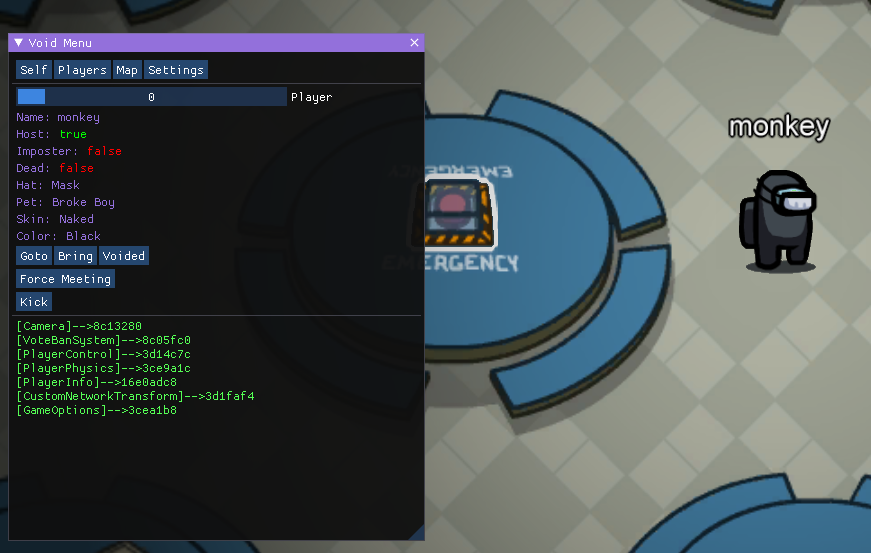 Void Menu
Self Players Map Settings
0 Player
Name: monkey
Host: true
Imposter: false
Dead: false
Hat: Mask
Pet: Broke Boy
Skin: Naked
Color: Black
Goto Bring Voided
Force Meeting
Kick
[Camera]-->8c13280
[VoteBanSystem]-->8c05fc0
[PlayerControl]-->3d14c7c
[PlayerPhysics]-->3ce9a1c
[PlayerInfo]-->16e0adc8
[CustomNetworkTransform]-->3d1faf4
[GameOptions]-->3cea1b8
EMERGENCY
EMERGENCY
monkey